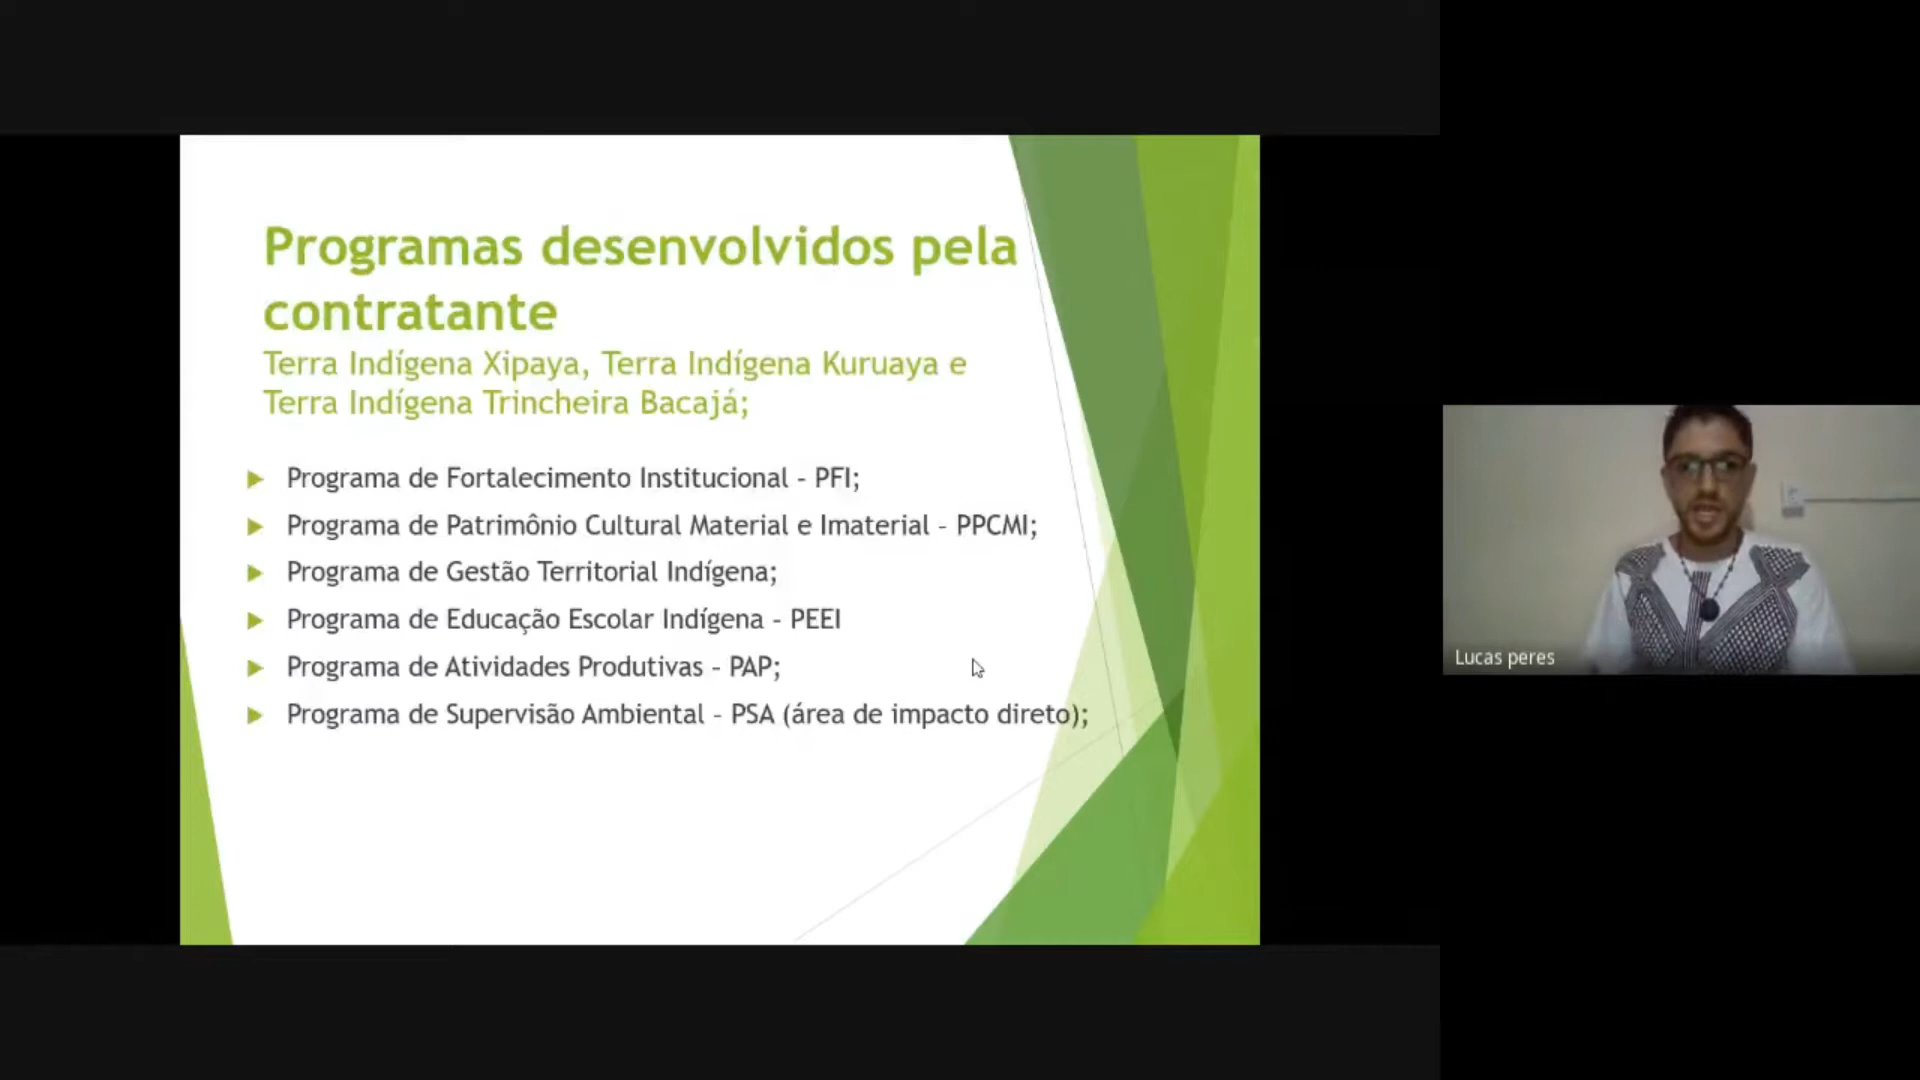 Programas desenvolvidos pela
contratante
Terra Indígena Xipaya, Terra Indígena Kuruaya e
Terra Indígena Trincheira Bacajá;
Programa de Fortalecimento Institucional - PFI;
Programa de Patrimônio Cultural Material e Imaterial - PPCMI;
Programa de Gestão Territorial Indígena;
Programa de Educação Escolar Indígena - PEEI
Programa de Atividades Produtivas - PAP;
Programa de Supervisão Ambiental - PSA (área de impacto direto);
Lucas peres